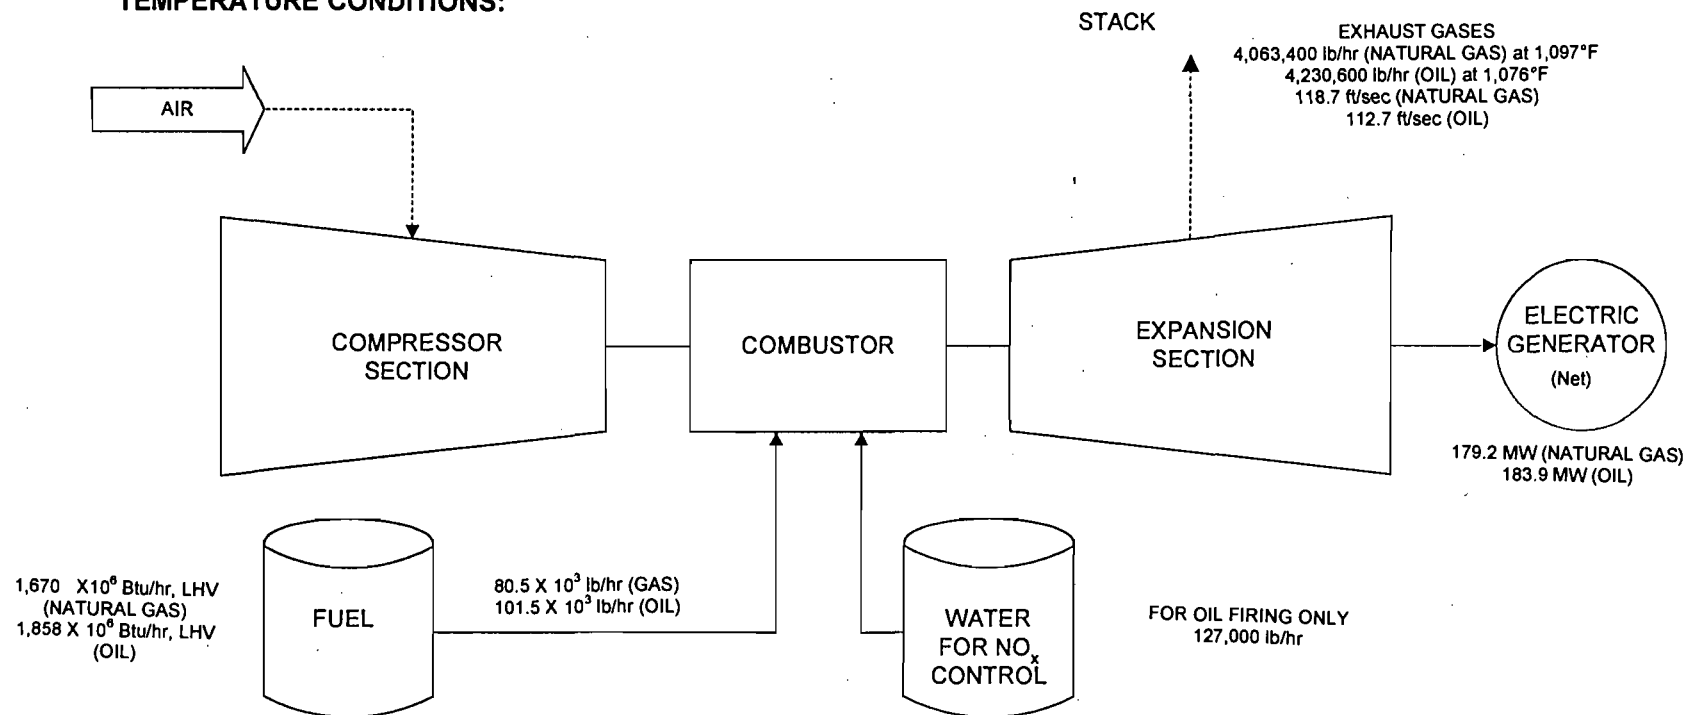 TEMPERATURE CONDITIONS:
STACK
EXHAUST GASES
4,063,400 lb/hr (NATURAL GAS) at 1,097°F
4,230,600 lb/hr (OIL) at 1,076°F
118.7 ft/sec (NATURAL GAS)
112.7 ft/sec (OIL)
AIR
COMPRESSOR
SECTION
COMBUSTOR
EXPANSION
SECTION
ELECTRIC
GENERATOR
(Net)
179.2 MW (NATURAL GAS)
183.9 MW (OIL)
1,670 X10⁶ Btu/hr, LHV
(NATURAL GAS)
1,858 X 10⁶ Btu/hr, LHV
(OIL)
FUEL
80.5 X 10³ lb/hr (GAS)
101.5 X 10³ lb/hr (OIL)
WATER
FOR NOₓ
CONTROL
FOR OIL FIRING ONLY
127,000 lb/hr